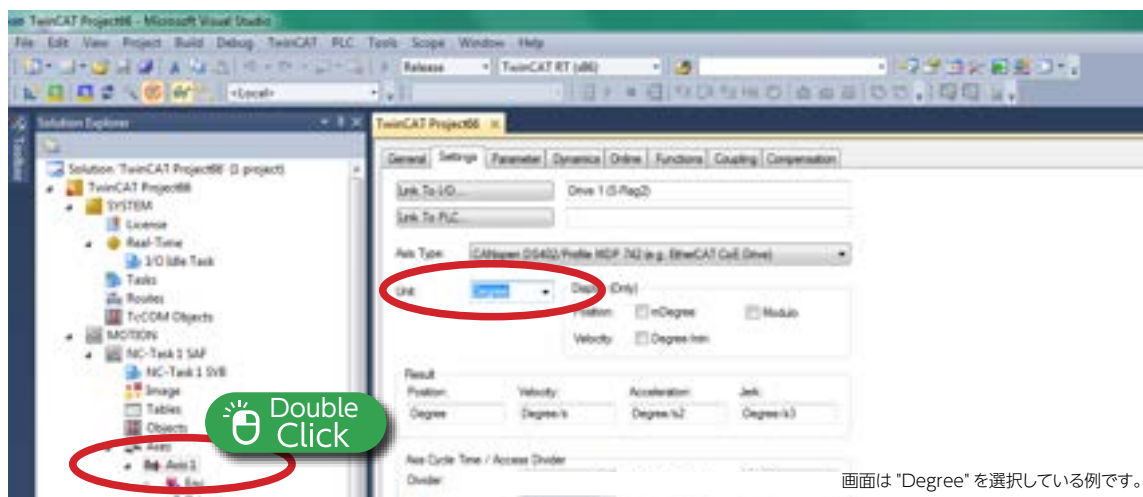 TwinCAT Project66 - Microsoft Visual Studio
File Edit View Project Build Debug TwinCAT PLC Tools Scope Window Help
Release TwinCAT RT (x86)
<Local>
Solution Explorer
Toolbox
TwinCAT Project66
Solution 'TwinCAT Project66' (1 project)
TwinCAT Project66
SYSTEM
License
Real-Time
I/O Idle Task
Tasks
Routes
TcCOM Objects
MOTION
NC-Task 1 SAF
NC-Task 1 SVB
Image
Tables
Objects
Axes
Axis 1
Enc
Double
Click
General Settings Parameter Dynamics Online Functions Coupling Compensation
Link To I/O...
Link To PLC...
Axis Type: CANopen DS402/Profile MDP 742 (e.g. EtherCAT CoE Drive)
Unit: Degree
Display (Only)
Position: mDegree Modulo
Velocity: Degree/min
Result
Position: Velocity: Acceleration: Jerk:
Degree Degree/s Degree/s2 Degree/s3
Axis Cycle Time / Access Divider
Divider:
画面は "Degree" を選択している例です。